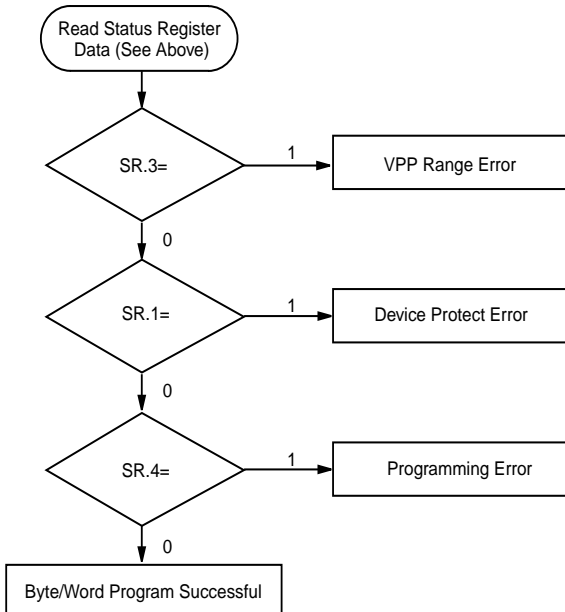 Read Status Register
Data (See Above)
SR.3=
1
VPP Range Error
0
SR.1=
1
Device Protect Error
0
SR.4=
1
Programming Error
0
Byte/Word Program Successful